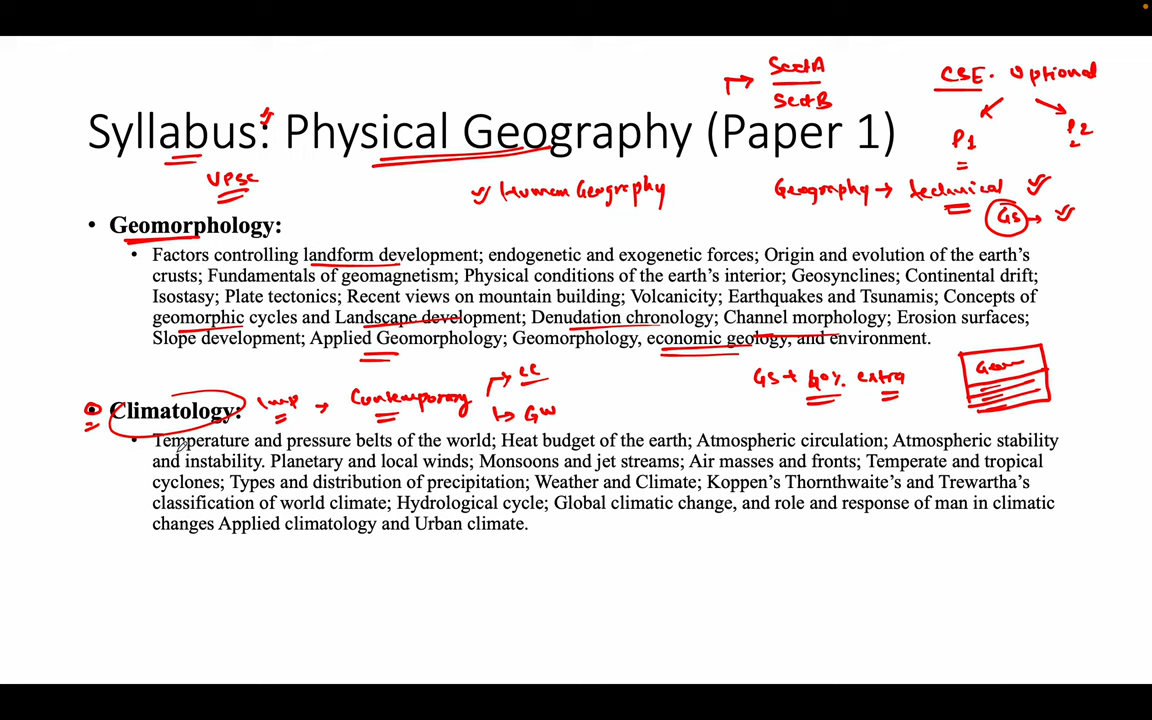 SectA
SectB
CSE. Optional
P1
P2
Syllabus: Physical Geography (Paper 1)
UPSC
Human Geography
Geography → technical
GS →
• Geomorphology:
• Factors controlling landform development; endogenetic and exogenetic forces; Origin and evolution of the earth's
crusts; Fundamentals of geomagnetism; Physical conditions of the earth's interior; Geosynclines; Continental drift;
Isostasy; Plate tectonics; Recent views on mountain building; Volcanicity; Earthquakes and Tsunamis; Concepts of
geomorphic cycles and Landscape development; Denudation chronology; Channel morphology; Erosion surfaces;
Slope development; Applied Geomorphology; Geomorphology, economic geology, and environment.
GS + 40% extra
Geom
• Climatology: Imp → Contemporary
CC
GW
• Temperature and pressure belts of the world; Heat budget of the earth; Atmospheric circulation; Atmospheric stability
and instability. Planetary and local winds; Monsoons and jet streams; Air masses and fronts; Temperate and tropical
cyclones; Types and distribution of precipitation; Weather and Climate; Koppen's Thornthwaite's and Trewartha's
classification of world climate; Hydrological cycle; Global climatic change, and role and response of man in climatic
changes Applied climatology and Urban climate.